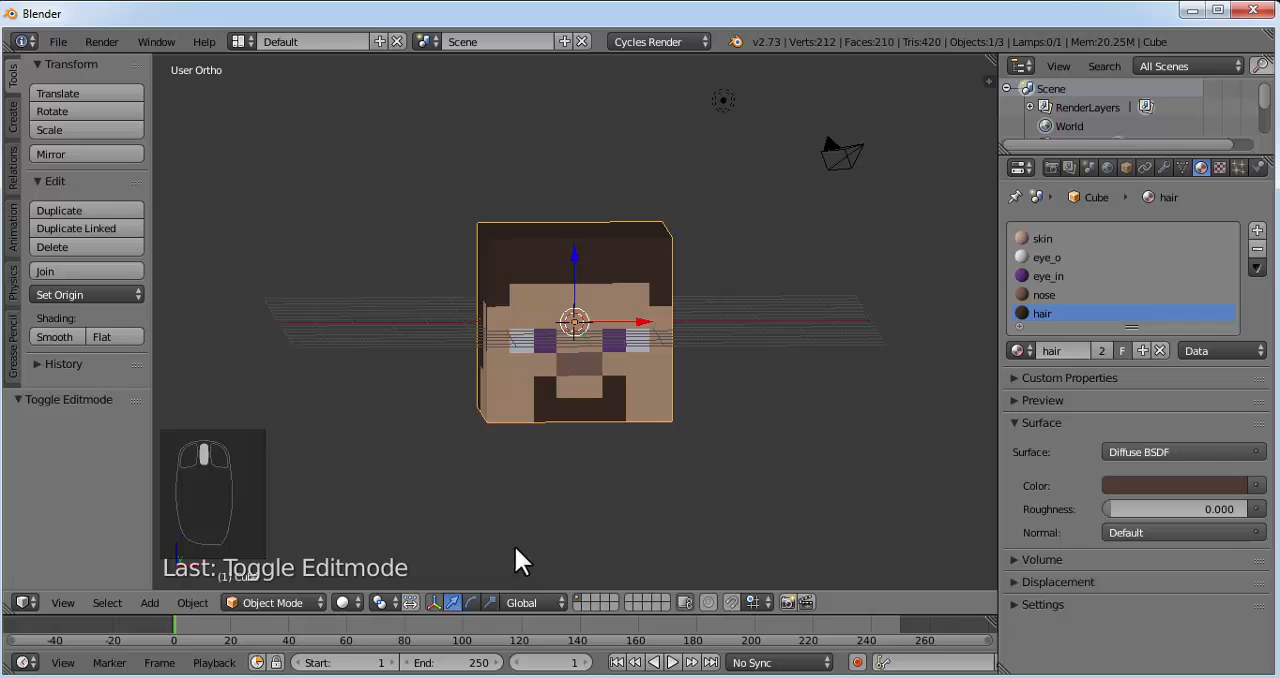 Blender
File Render Window Help Default Scene Cycles Render v2.73 | Verts:212 | Faces:210 | Tris:420 | Objects:1/3 | Lamps:0/1 | Mem:20.25M | Cube
Tools
Create
Relations
Animation
Physics
Grease Pencil
Transform
Translate
Rotate
Scale
Mirror
Edit
Duplicate
Duplicate Linked
Delete
Join
Set Origin
Shading:
Smooth Flat
History
Toggle Editmode
User Ortho
Last: Toggle Editmode
View Select Add Object Object Mode Global
-40 -20 0 20 40 60 80 100 120 140 160 180 200 220 240 260
View Marker Frame Playback Start: 1 End: 250 1 No Sync
View Search All Scenes
Scene
RenderLayers
World
Cube hair
skin
eye_o
eye_in
nose
hair
hair 2 F Data
Custom Properties
Preview
Surface
Surface: Diffuse BSDF
Color:
Roughness: 0.000
Normal: Default
Volume
Displacement
Settings